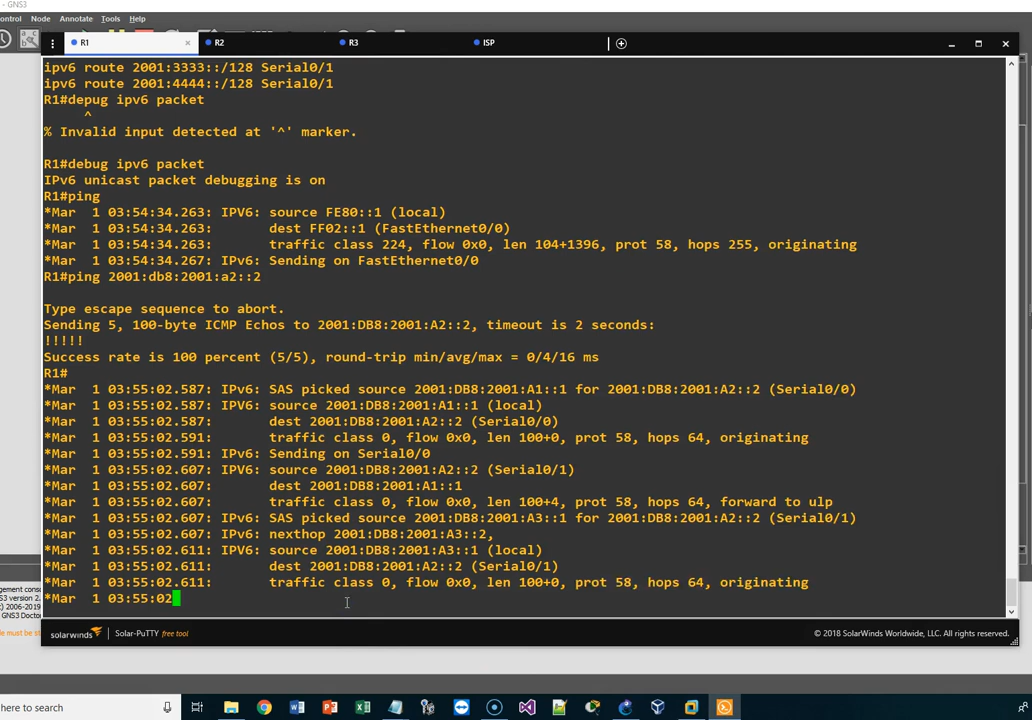 - GNS3
ontrol Node Annotate Tools Help
R1 × R2 R3 ISP
ipv6 route 2001:3333::/128 Serial0/1
ipv6 route 2001:4444::/128 Serial0/1
R1#depug ipv6 packet
^
% Invalid input detected at '^' marker.
R1#debug ipv6 packet
IPv6 unicast packet debugging is on
R1#ping
*Mar  1 03:54:34.263: IPV6: source FE80::1 (local)
*Mar  1 03:54:34.263:       dest FF02::1 (FastEthernet0/0)
*Mar  1 03:54:34.263:       traffic class 224, flow 0x0, len 104+1396, prot 58, hops 255, originating
*Mar  1 03:54:34.267: IPv6: Sending on FastEthernet0/0
R1#ping 2001:db8:2001:a2::2
Type escape sequence to abort.
Sending 5, 100-byte ICMP Echos to 2001:DB8:2001:A2::2, timeout is 2 seconds:
!!!!!
Success rate is 100 percent (5/5), round-trip min/avg/max = 0/4/16 ms
R1#
*Mar  1 03:55:02.587: IPv6: SAS picked source 2001:DB8:2001:A1::1 for 2001:DB8:2001:A2::2 (Serial0/0)
*Mar  1 03:55:02.587: IPV6: source 2001:DB8:2001:A1::1 (local)
*Mar  1 03:55:02.587:       dest 2001:DB8:2001:A2::2 (Serial0/0)
*Mar  1 03:55:02.591:       traffic class 0, flow 0x0, len 100+0, prot 58, hops 64, originating
*Mar  1 03:55:02.591: IPv6: Sending on Serial0/0
*Mar  1 03:55:02.607: IPV6: source 2001:DB8:2001:A2::2 (Serial0/1)
*Mar  1 03:55:02.607:       dest 2001:DB8:2001:A1::1
*Mar  1 03:55:02.607:       traffic class 0, flow 0x0, len 100+4, prot 58, hops 64, forward to ulp
*Mar  1 03:55:02.607: IPv6: SAS picked source 2001:DB8:2001:A3::1 for 2001:DB8:2001:A2::2 (Serial0/1)
*Mar  1 03:55:02.607: IPV6: nexthop 2001:DB8:2001:A3::2,
*Mar  1 03:55:02.611: IPV6: source 2001:DB8:2001:A3::1 (local)
*Mar  1 03:55:02.611:       dest 2001:DB8:2001:A2::2 (Serial0/1)
*Mar  1 03:55:02.611:       traffic class 0, flow 0x0, len 100+0, prot 58, hops 64, originating
*Mar  1 03:55:02
solarwinds Solar-PuTTY free tool © 2018 SolarWinds Worldwide, LLC. All rights reserved.
gement conso
S3 version 2.
) 2006-2019
GNS3 Doctor
le must be si
here to search